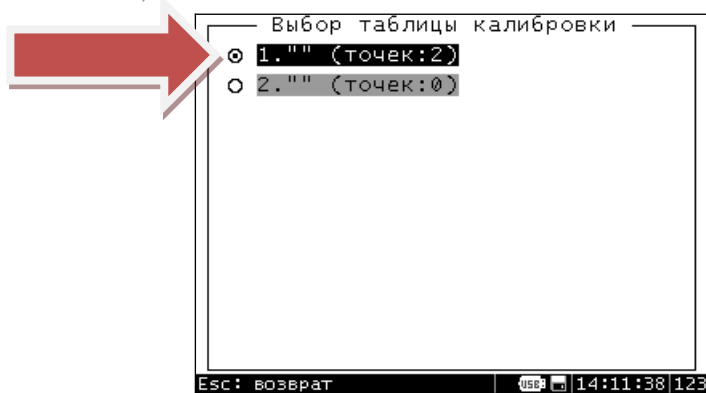 Выбор таблицы калибровки
1."" (точек:2)
2."" (точек:0)
Esc: возврат USB 14:11:38 123